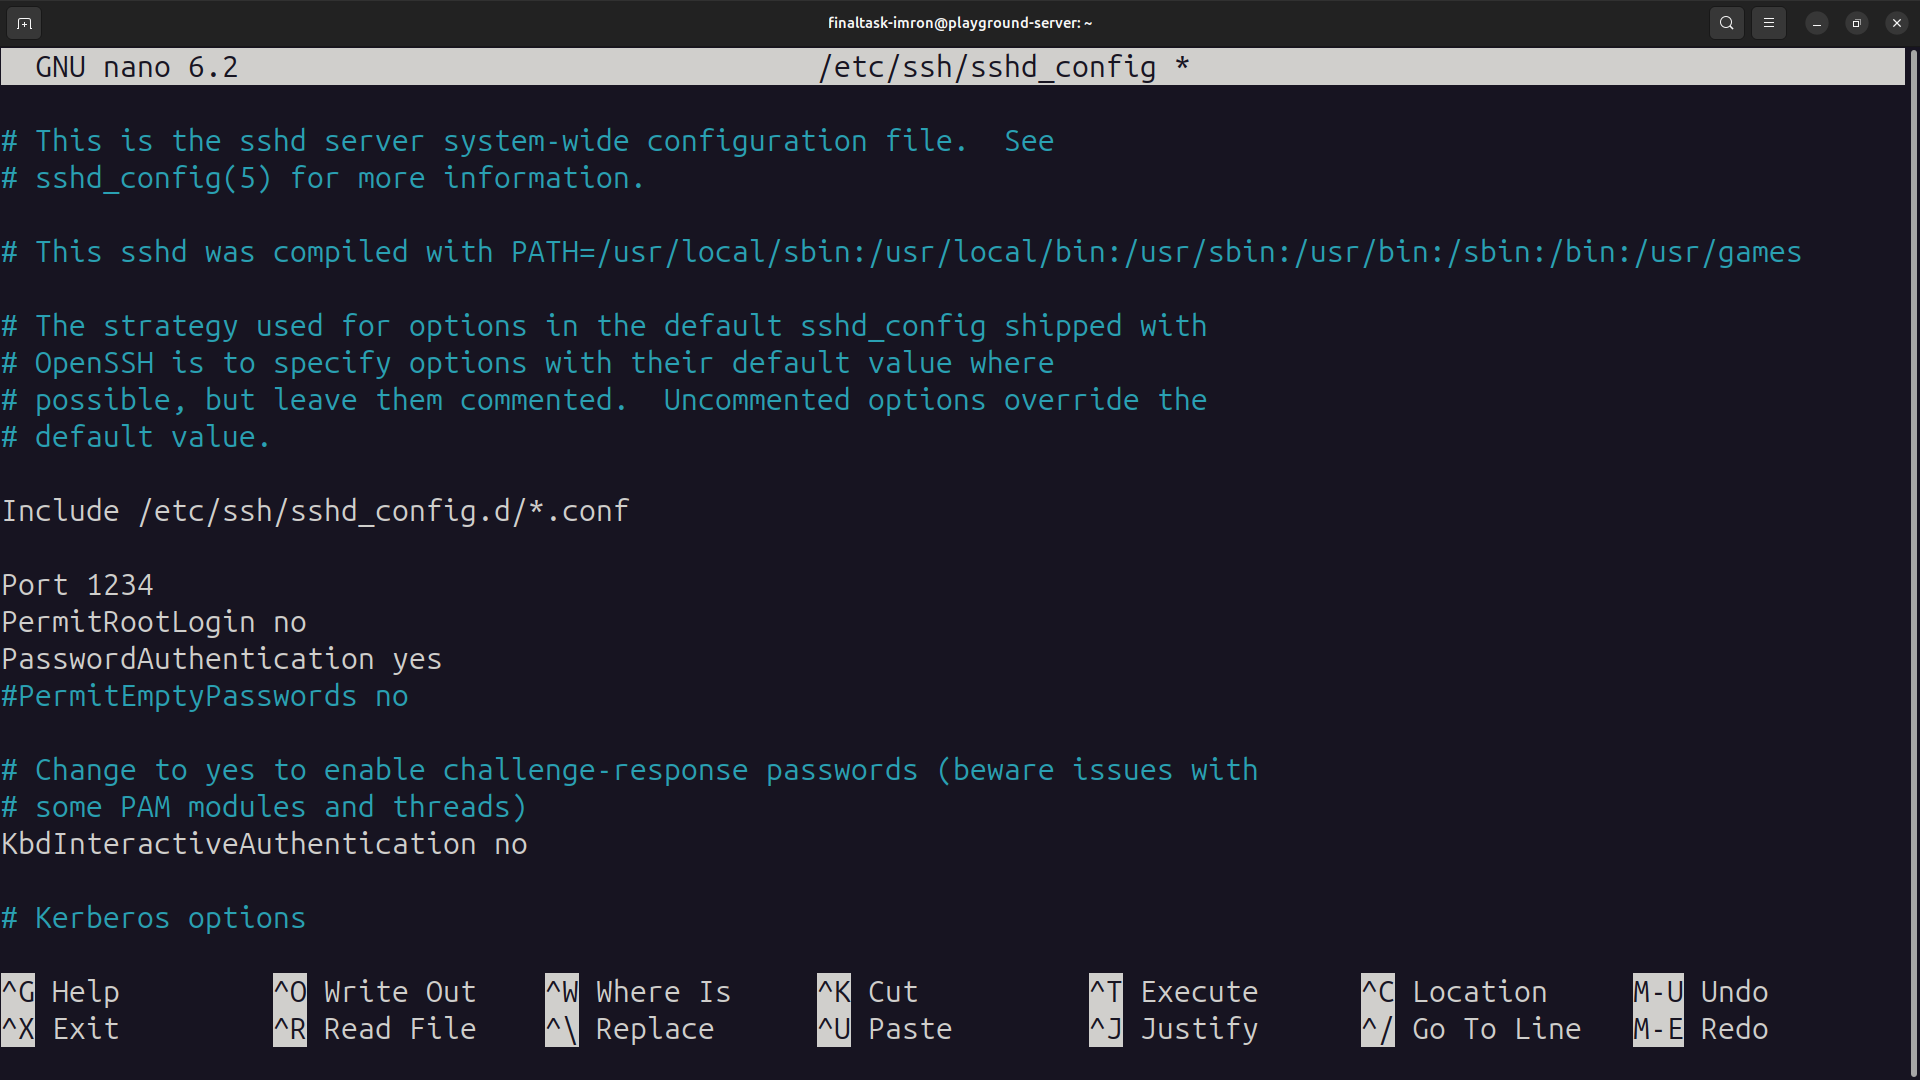 finaltask-imron@playground-server: ~
GNU nano 6.2 /etc/ssh/sshd_config *
# This is the sshd server system-wide configuration file.  See
# sshd_config(5) for more information.
# This sshd was compiled with PATH=/usr/local/sbin:/usr/local/bin:/usr/sbin:/usr/bin:/sbin:/bin:/usr/games
# The strategy used for options in the default sshd_config shipped with
# OpenSSH is to specify options with their default value where
# possible, but leave them commented.  Uncommented options override the
# default value.
Include /etc/ssh/sshd_config.d/*.conf
Port 1234
PermitRootLogin no
PasswordAuthentication yes
#PermitEmptyPasswords no
# Change to yes to enable challenge-response passwords (beware issues with
# some PAM modules and threads)
KbdInteractiveAuthentication no
# Kerberos options
^G Help ^O Write Out ^W Where Is ^K Cut ^T Execute ^C Location M-U Undo
^X Exit ^R Read File ^\ Replace ^U Paste ^J Justify ^/ Go To Line M-E Redo